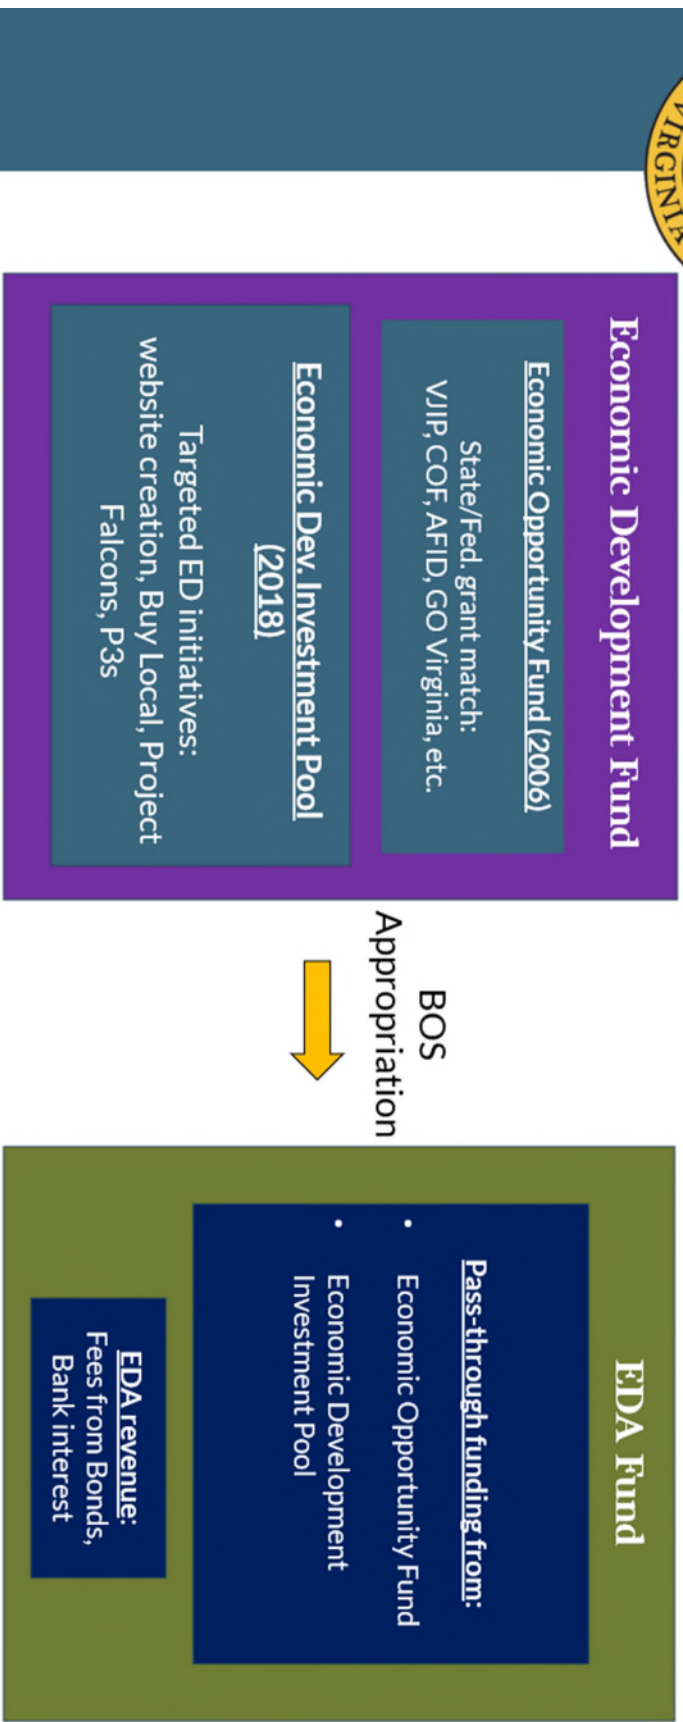 VIRGINIA
Economic Development Fund
Economic Opportunity Fund (2006)
State/Fed. grant match:
VJIP, COF, AFID, GO Virginia, etc.
Economic Dev. Investment Pool
(2018)
Targeted ED initiatives:
website creation, Buy Local, Project
Falcons, P3s
BOS
Appropriation
EDA Fund
Pass-through funding from:
• Economic Opportunity Fund
• Economic Development
Investment Pool
EDA revenue:
Fees from Bonds,
Bank interest